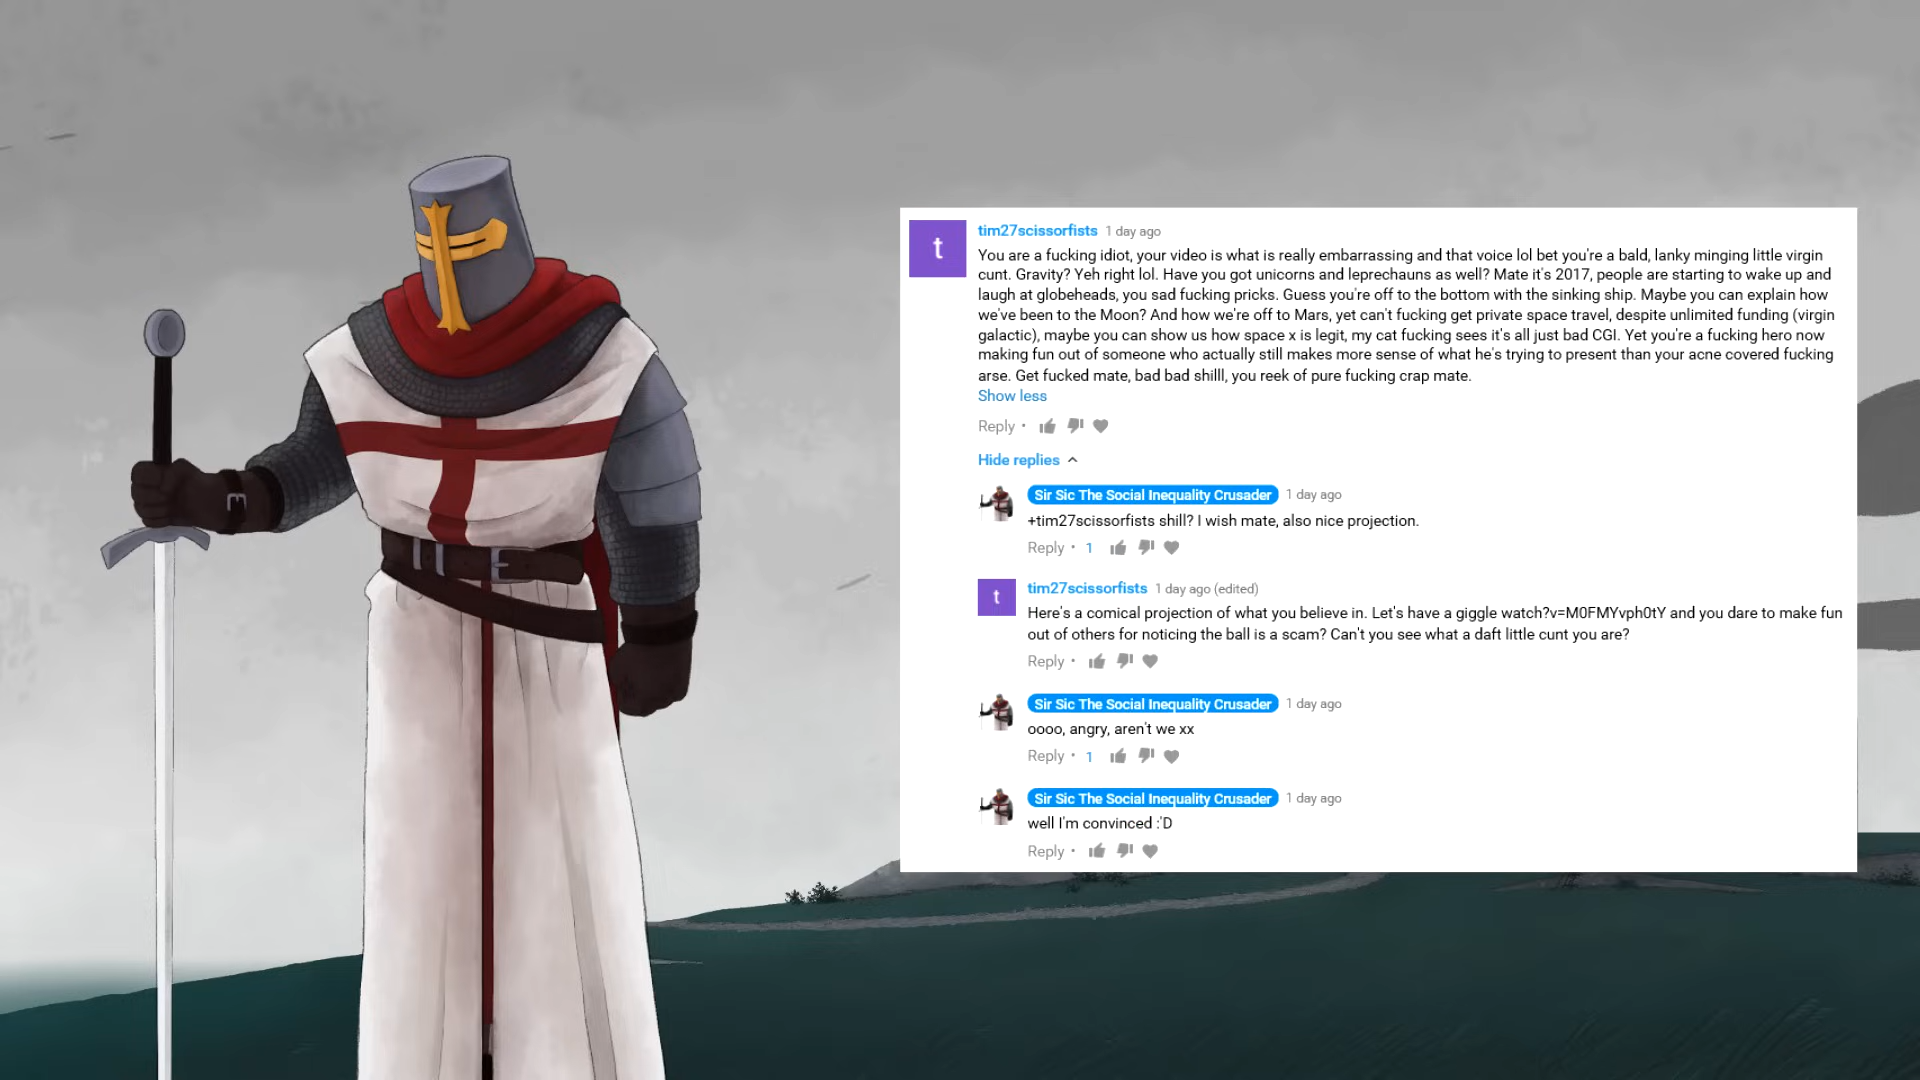 t
tim27scissorfists 1 day ago
You are a fucking idiot, your video is what is really embarrassing and that voice lol bet you're a bald, lanky minging little virgin
cunt. Gravity? Yeh right lol. Have you got unicorns and leprechauns as well? Mate it's 2017, people are starting to wake up and
laugh at globeheads, you sad fucking pricks. Guess you're off to the bottom with the sinking ship. Maybe you can explain how
we've been to the Moon? And how we're off to Mars, yet can't fucking get private space travel, despite unlimited funding (virgin
galactic), maybe you can show us how space x is legit, my cat fucking sees it's all just bad CGI. Yet you're a fucking hero now
making fun out of someone who actually still makes more sense of what he's trying to present than your acne covered fucking
arse. Get fucked mate, bad bad shilll, you reek of pure fucking crap mate.
Show less
Reply •
Hide replies
Sir Sic The Social Inequality Crusader 1 day ago
+tim27scissorfists shill? I wish mate, also nice projection.
Reply • 1
t
tim27scissorfists 1 day ago (edited)
Here's a comical projection of what you believe in. Let's have a giggle watch?v=M0FMYvph0tY and you dare to make fun
out of others for noticing the ball is a scam? Can't you see what a daft little cunt you are?
Reply •
Sir Sic The Social Inequality Crusader 1 day ago
oooo, angry, aren't we xx
Reply • 1
Sir Sic The Social Inequality Crusader 1 day ago
well I'm convinced :'D
Reply •